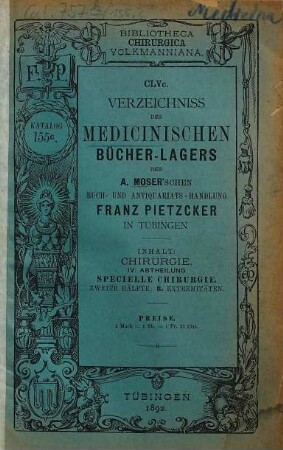 Medicina
BIBLIOTHECA
CHIRURGICA
VOLKMANNIANA.
F. P.
KATALOG
155c.
CLVc.
VERZEICHNISS
DES
MEDICINISCHEN
BÜCHER-LAGERS
DER
A. MOSER'SCHEN
BUCH- UND ANTIQUARIATS-HANDLUNG
FRANZ PIETZCKER
IN TÜBINGEN
INHALT:
CHIRURGIE.
IV. ABTHEILUNG
SPECIELLE CHIRURGIE.
ZWEITE HÄLFTE. B. EXTREMITÄTEN.
PREISE.
TÜBINGEN
1892.